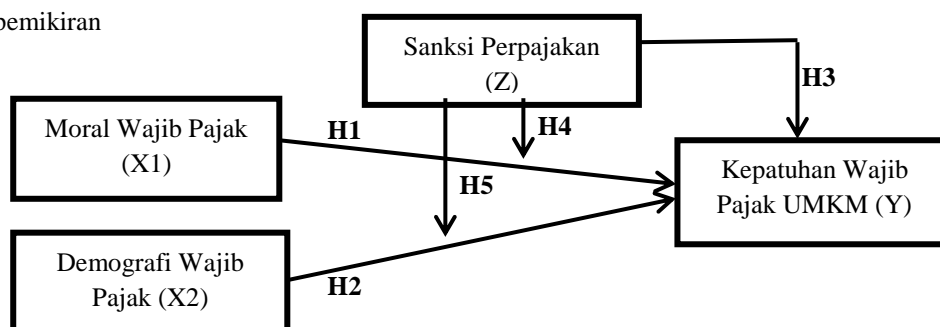 pemikiran
Sanksi Perpajakan
(Z)
H3
Moral Wajib Pajak
(X1)
H1
H4
Kepatuhan Wajib
Pajak UMKM (Y)
H5
Demografi Wajib
Pajak (X2)
H2